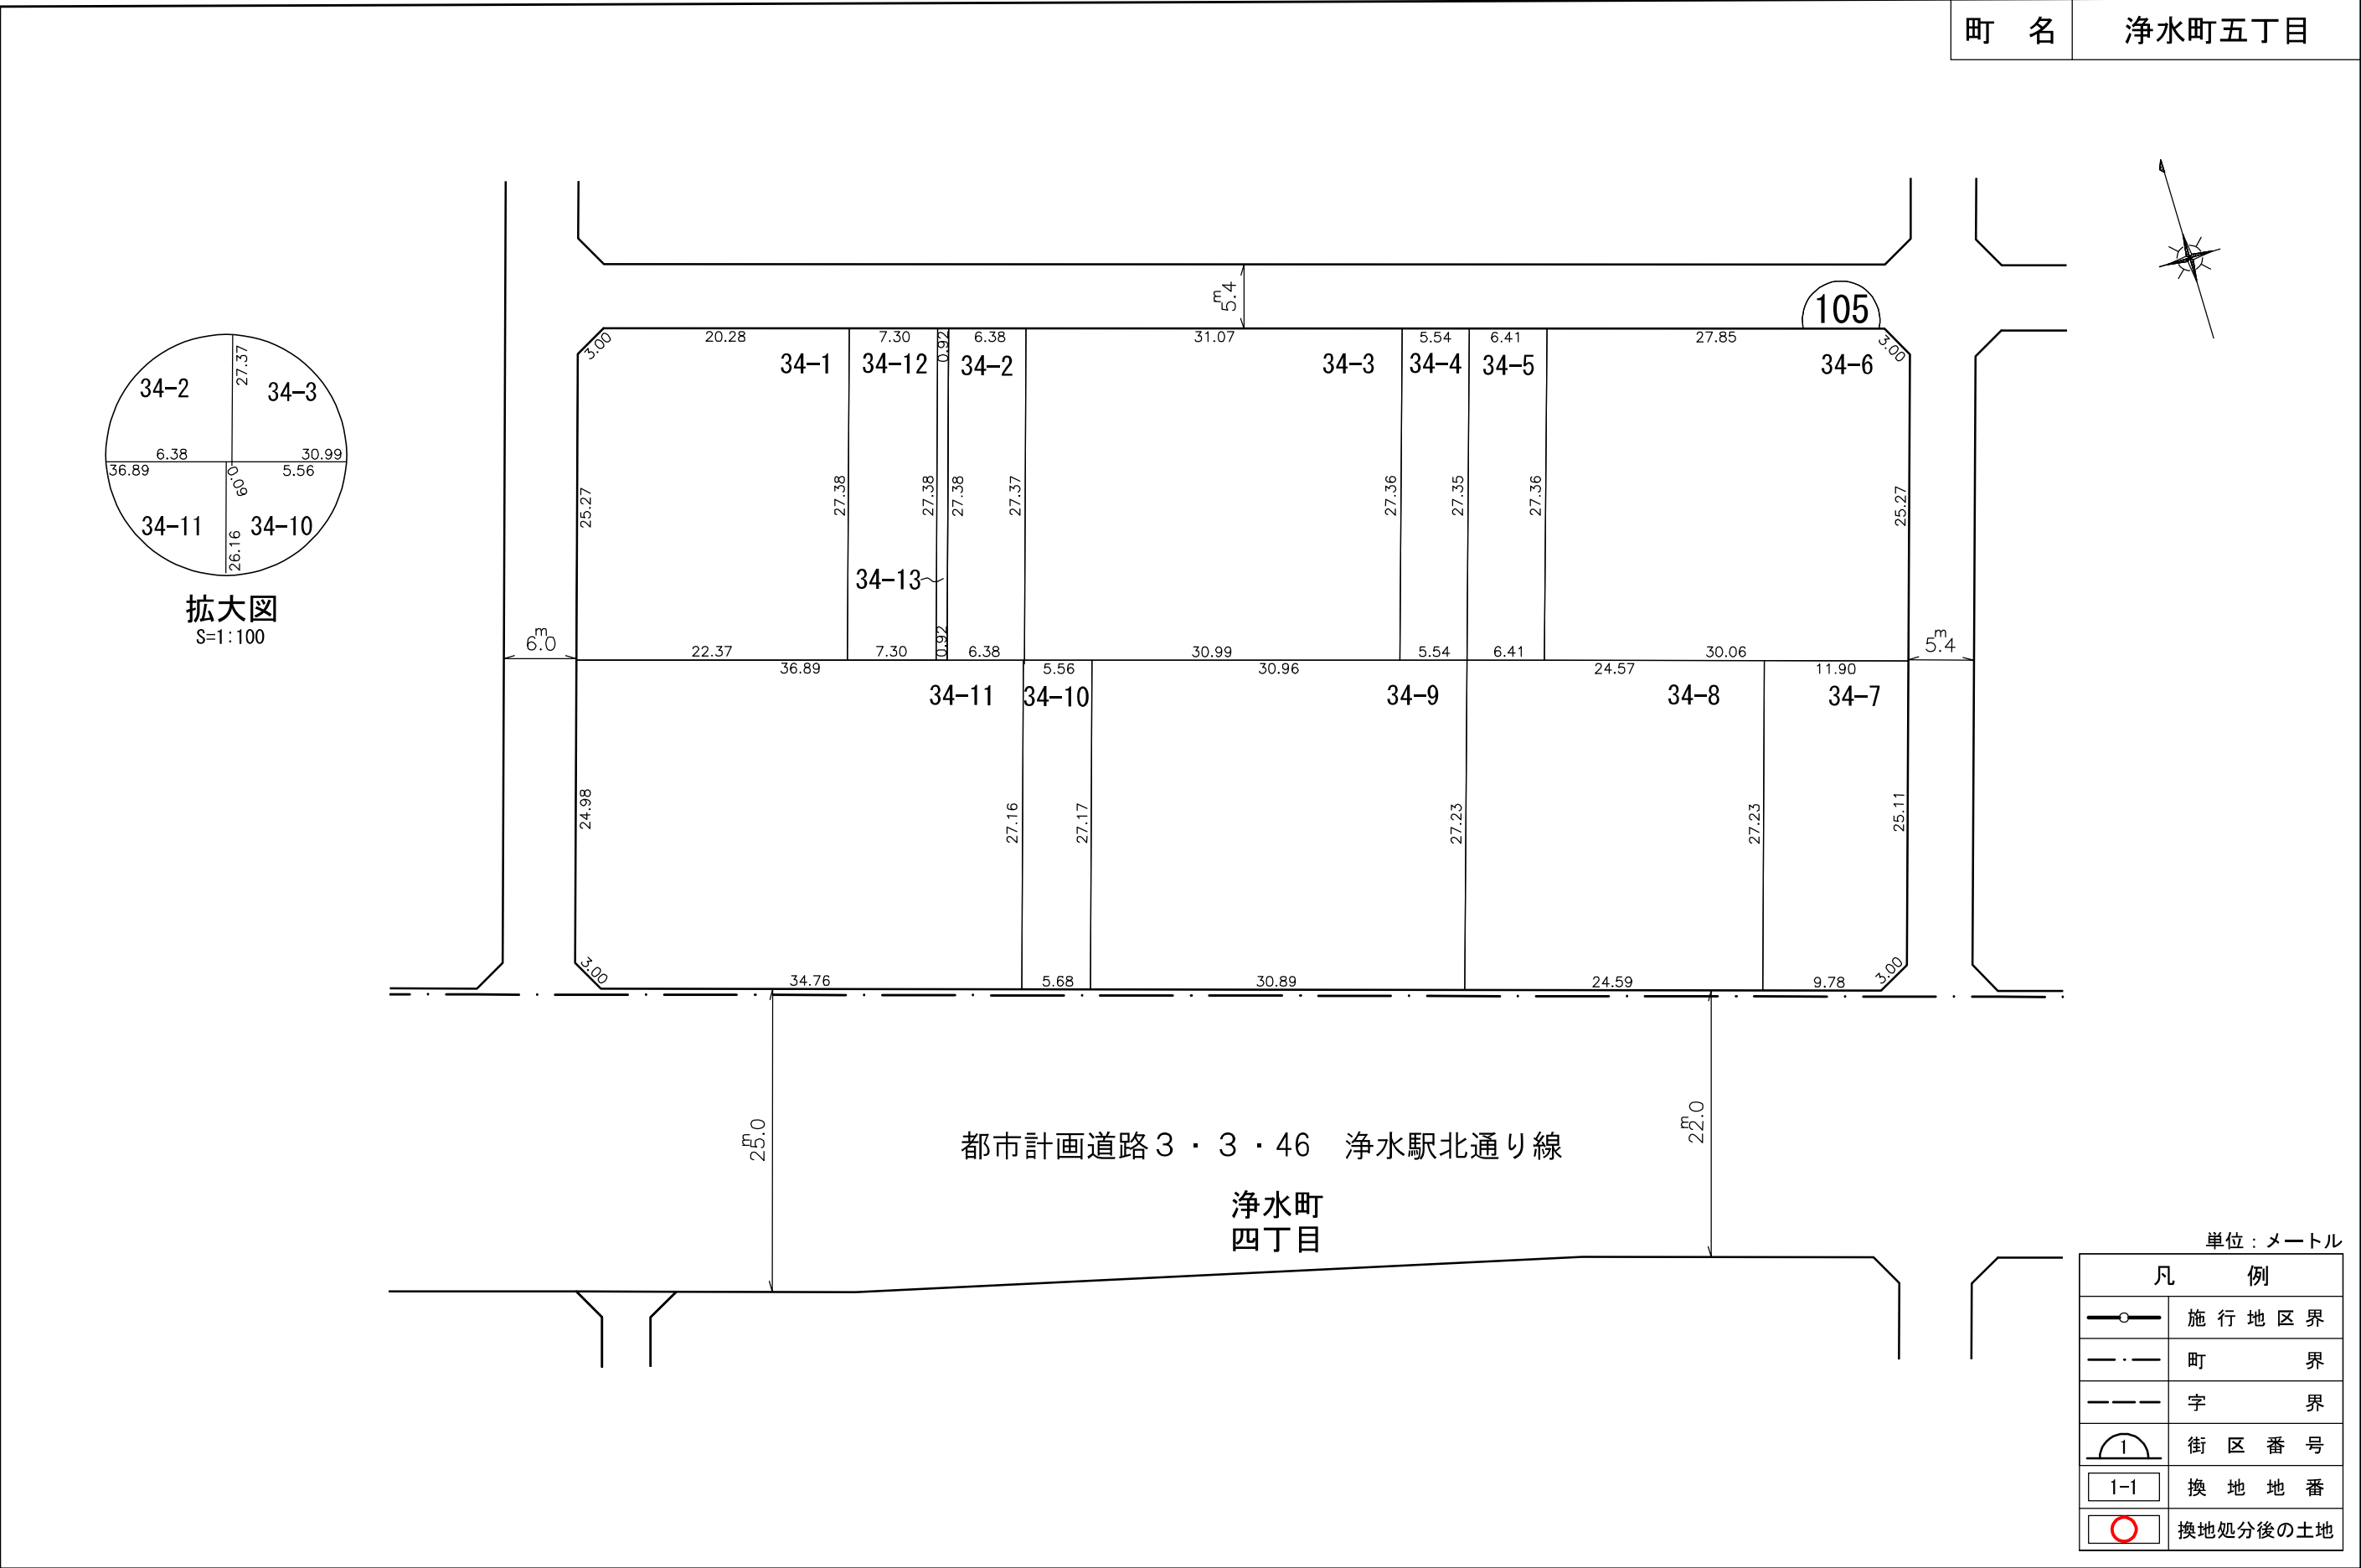 町 名 浄水町五丁目
5.4m
105
3.00 20.28 7.30 0.92 6.38 31.07 5.54 6.41 27.85 3.00
34-1 34-12 34-2 34-3 34-4 34-5 34-6
25.27 27.38 27.38 27.38 27.37 27.36 27.35 27.36 25.27
34-13
6.0m 22.37 7.30 0.92 6.38 30.99 5.54 6.41 30.06 5.4m
36.89 5.56 30.96 24.57 11.90
34-11 34-10 34-9 34-8 34-7
24.98 27.16 27.17 27.23 27.23 25.11
3.00 34.76 5.68 30.89 24.59 9.78 3.00
27.37
34-2 34-3
6.38 30.99
36.89 0.09 5.56
34-11 34-10
26.16
拡大図
S=1:100
25.0m
22.0m
都市計画道路3・3・46 浄水駅北通り線
浄水町
四丁目
単位:メートル
凡 例
施行地区界
町 界
字 界
1 街区番号
1-1 換地地番
換地処分後の土地